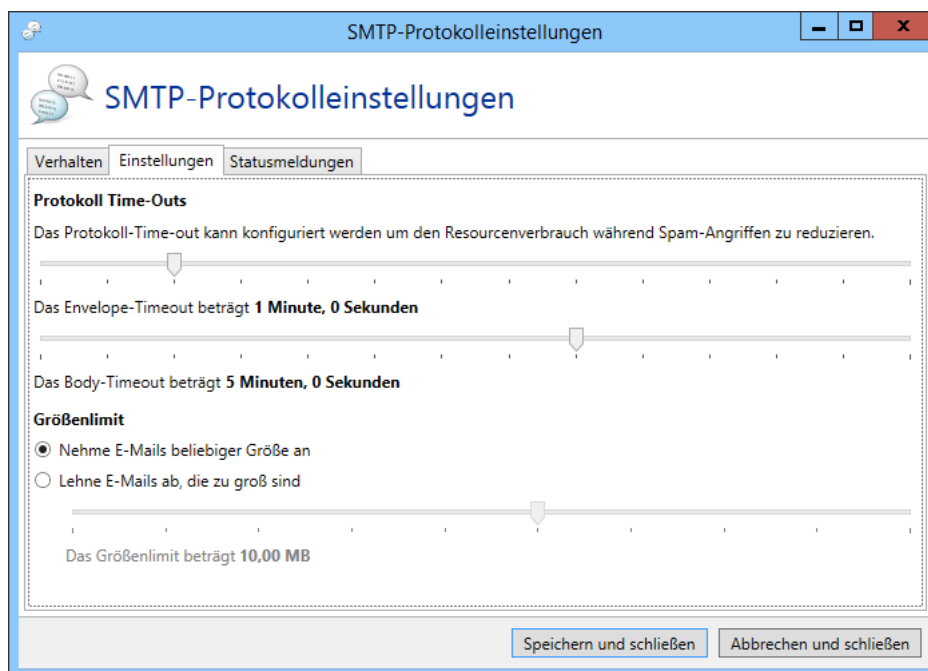 SMTP-Protokolleinstellungen
SMTP-Protokolleinstellungen
Verhalten Einstellungen Statusmeldungen
Protokoll Time-Outs
Das Protokoll-Time-out kann konfiguriert werden um den Resourcenverbrauch während Spam-Angriffen zu reduzieren.
Das Envelope-Timeout beträgt 1 Minute, 0 Sekunden
Das Body-Timeout beträgt 5 Minuten, 0 Sekunden
Größenlimit
Nehme E-Mails beliebiger Größe an
Lehne E-Mails ab, die zu groß sind
Das Größenlimit beträgt 10,00 MB
Speichern und schließen Abbrechen und schließen